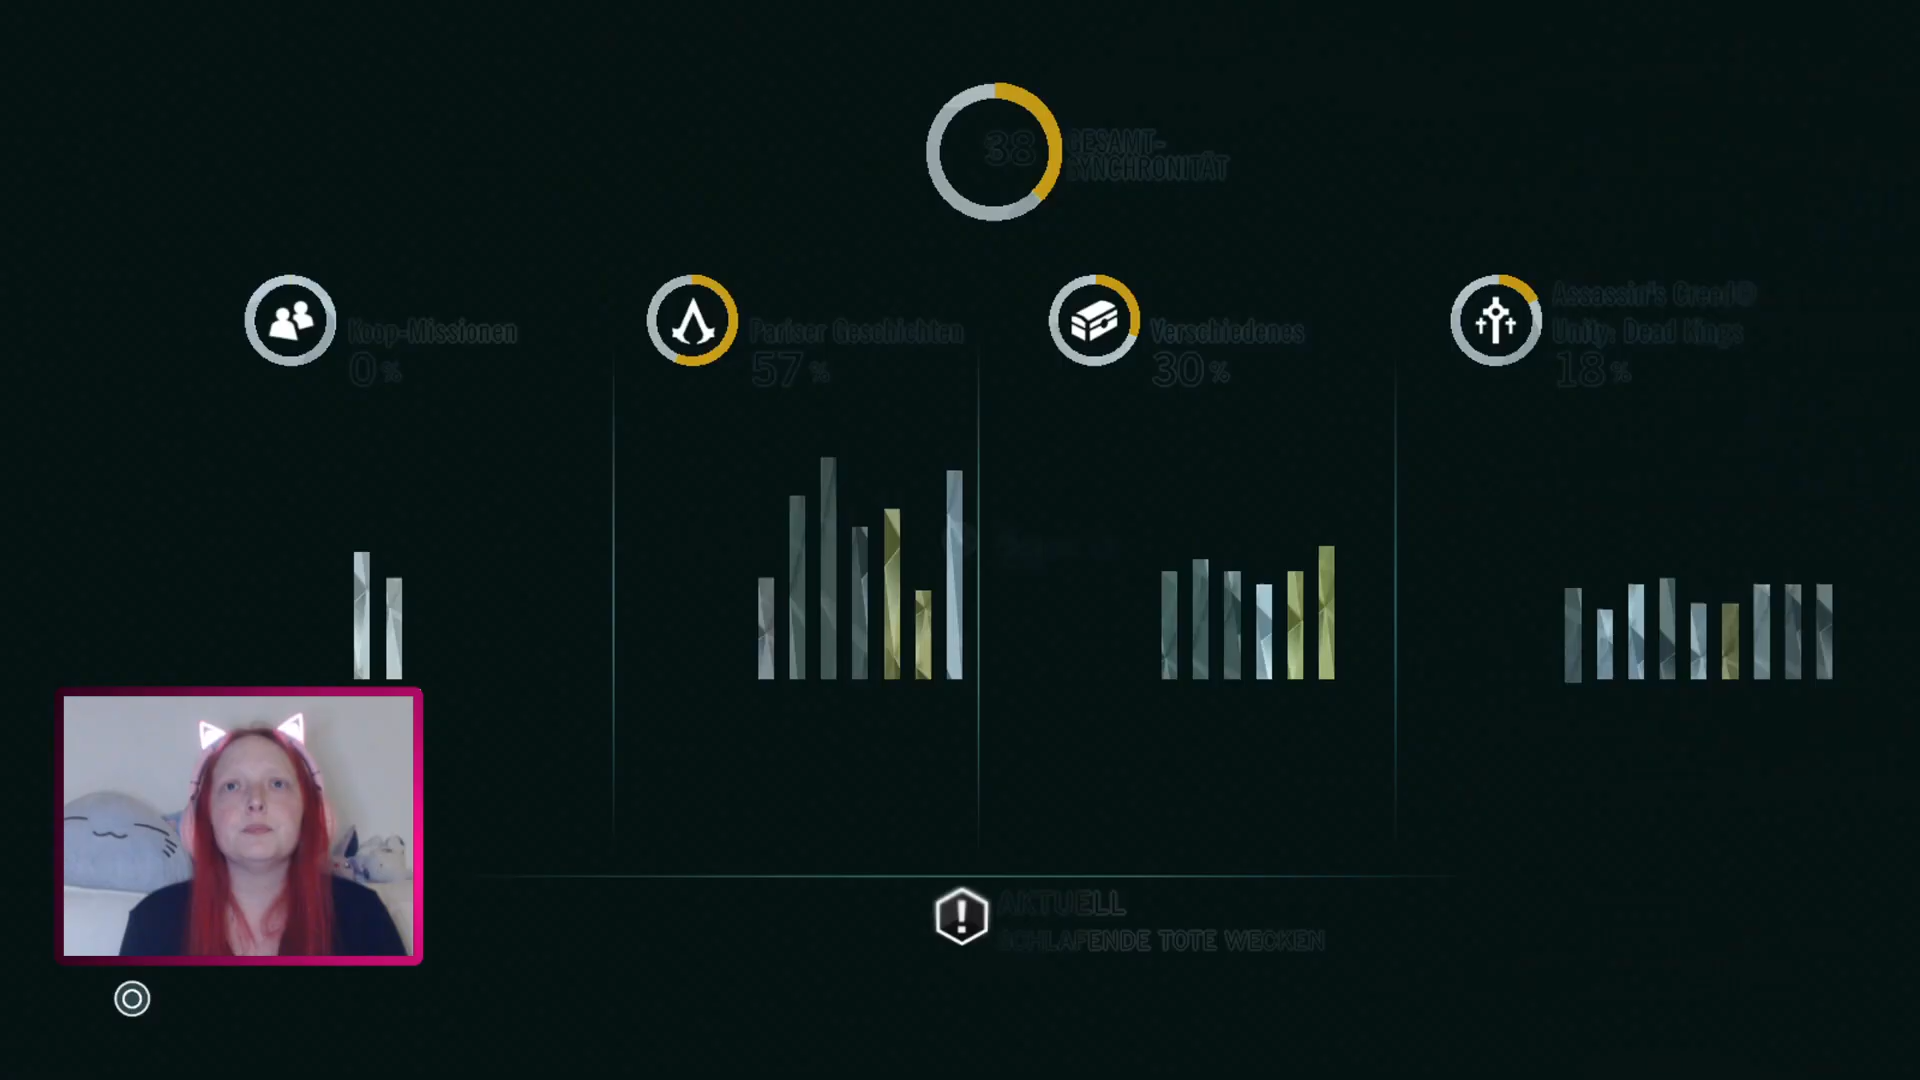 38
GESAMT-
SYNCHRONITÄT
Koop-Missionen
0 %
Pariser Geschichten
57 %
Verschiedenes
30 %
Assassin's Creed®
Unity: Dead Kings
18 %
!
AKTUELL
SCHLAFENDE TOTE WECKEN